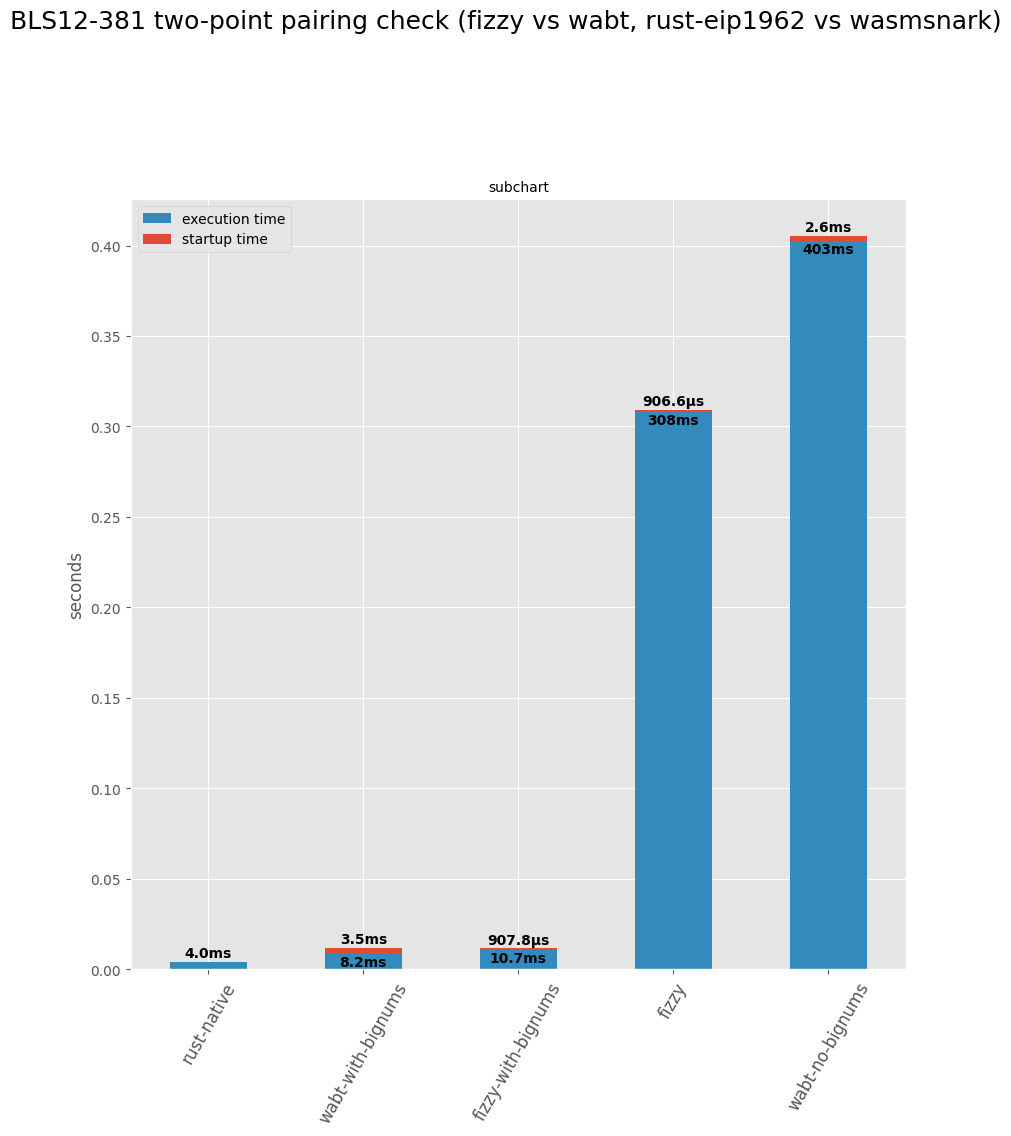 BLS12-381 two-point pairing check (fizzy vs wabt, rust-eip1962 vs wasmsnark)
subchart
execution time
startup time
seconds
0.40
0.35
0.30
0.25
0.20
0.15
0.10
0.05
0.00
4.0ms
3.5ms
8.2ms
907.8µs
10.7ms
906.6µs
308ms
2.6ms
403ms
rust-native
wabt-with-bignums
fizzy-with-bignums
fizzy
wabt-no-bignums